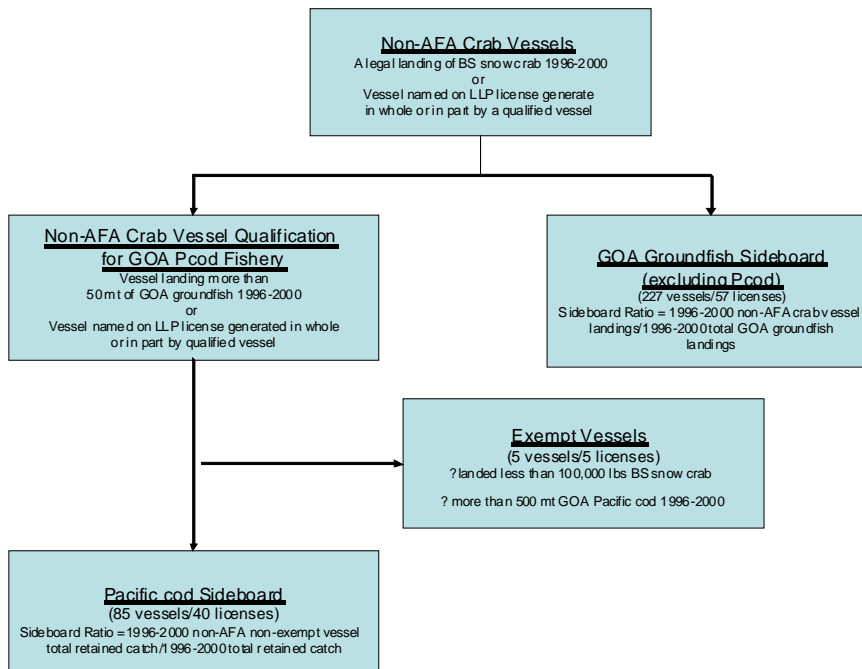 Non-AFA Crab Vessels
A legal landing of BS snow crab 1996-2000
or
Vessel named on LLP license generate
in whole or in part by a qualified vessel
Non-AFA Crab Vessel Qualification
for GOA Pcod Fishery
Vessel landing more than
50 mt of GOA groundfish 1996-2000
or
Vessel named on LLP license generated in whole
or in part by qualified vessel
GOA Groundfish Sideboard
(excluding Pcod)
(227 vessels/57 licenses)
Sideboard Ratio = 1996-2000 non-AFA crab vessel
landings/1996-2000 total GOA groundfish
landings
Exempt Vessels
(5 vessels/5 licenses)
? landed less than 100,000 lbs BS snow crab
? more than 500 mt GOA Pacific cod 1996-2000
Pacific cod Sideboard
(85 vessels/40 licenses)
Sideboard Ratio = 1996-2000 non-AFA non-exempt vessel
total retained catch/1996-2000 total retained catch